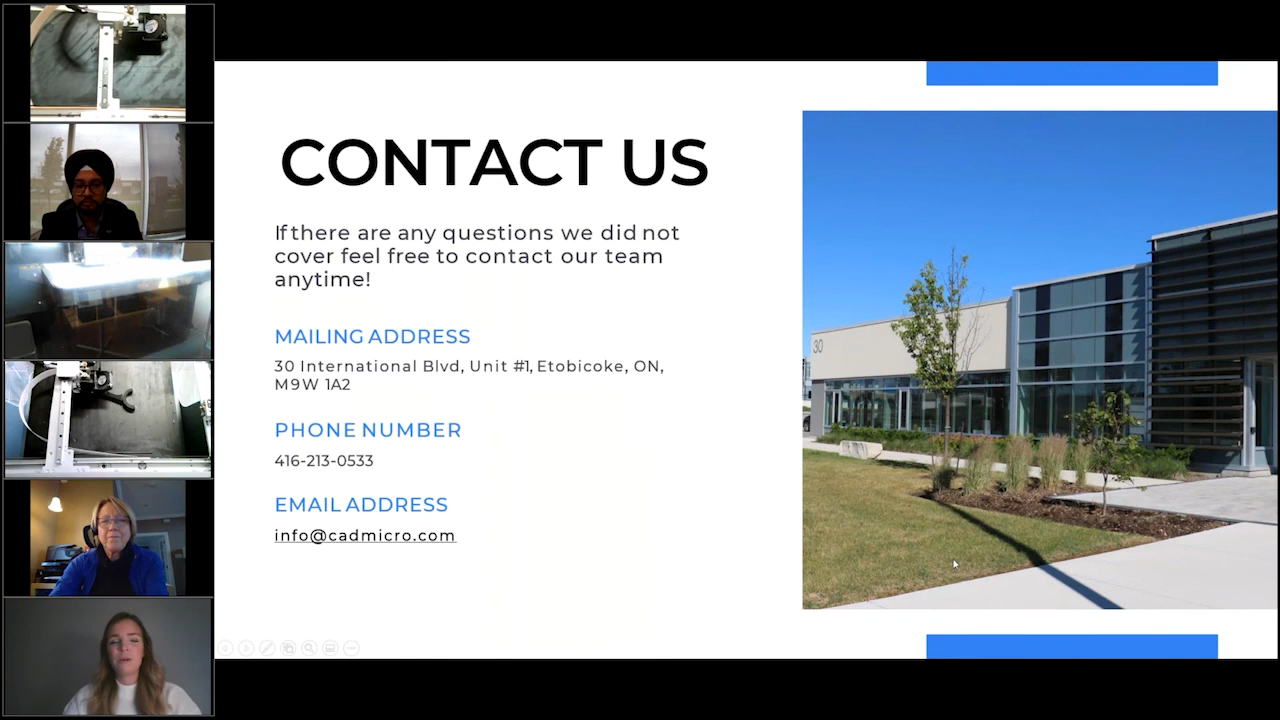 CONTACT US
If there are any questions we did not
cover feel free to contact our team
anytime!
MAILING ADDRESS
30 International Blvd, Unit #1, Etobicoke, ON,
M9W 1A2
PHONE NUMBER
416-213-0533
EMAIL ADDRESS
info@cadmicro.com
30